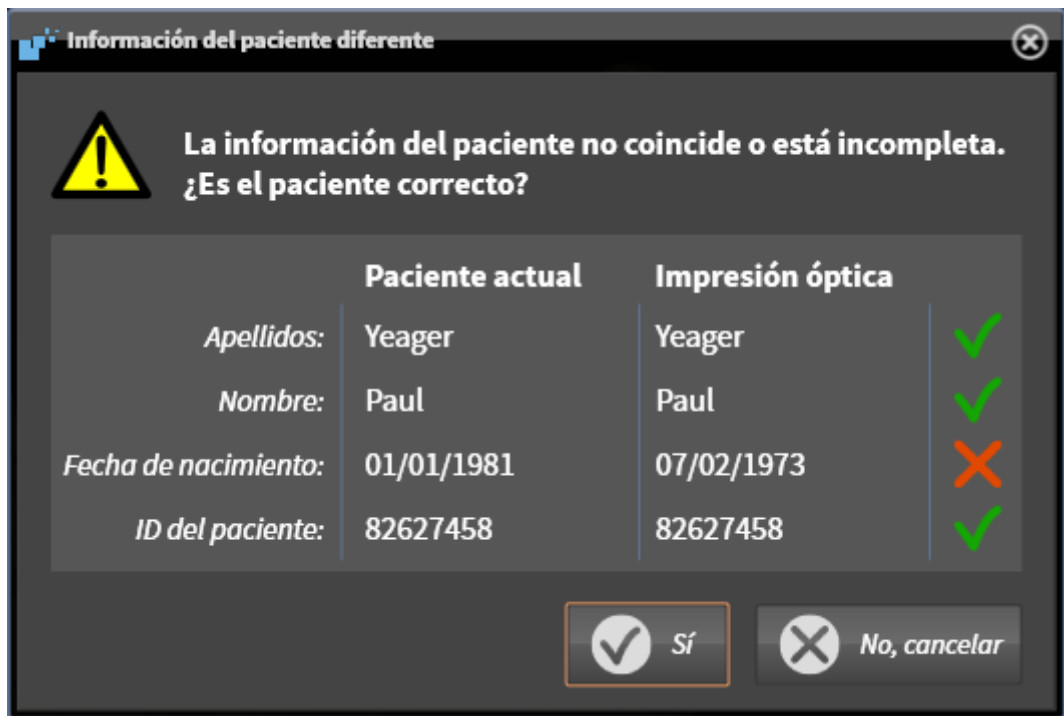 Información del paciente diferente
La información del paciente no coincide o está incompleta.
¿Es el paciente correcto?
Paciente actual Impresión óptica
Apellidos: Yeager Yeager
Nombre: Paul Paul
Fecha de nacimiento: 01/01/1981 07/02/1973
ID del paciente: 82627458 82627458
Sí No, cancelar